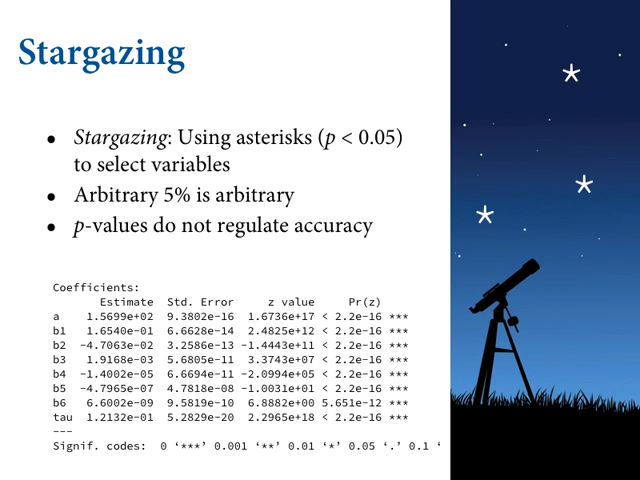 Stargazing
• Stargazing: Using asterisks (p < 0.05)
to select variables
• Arbitrary 5% is arbitrary
• p-values do not regulate accuracy
Coefficients:
Estimate Std. Error z value Pr(z)
a 1.5699e+02 9.3802e-16 1.6736e+17 < 2.2e-16 ***
b1 1.6540e-01 6.6628e-14 2.4825e+12 < 2.2e-16 ***
b2 -4.7063e-02 3.2586e-13 -1.4443e+11 < 2.2e-16 ***
b3 1.9168e-03 5.6805e-11 3.3743e+07 < 2.2e-16 ***
b4 -1.4002e-05 6.6694e-11 -2.0994e+05 < 2.2e-16 ***
b5 -4.7965e-07 4.7818e-08 -1.0031e+01 < 2.2e-16 ***
b6 6.6002e-09 9.5819e-10 6.8882e+00 5.651e-12 ***
tau 1.2132e-01 5.2829e-20 2.2965e+18 < 2.2e-16 ***
---
Signif. codes: 0 ‘***’ 0.001 ‘**’ 0.01 ‘*’ 0.05 ‘.’ 0.1 ‘